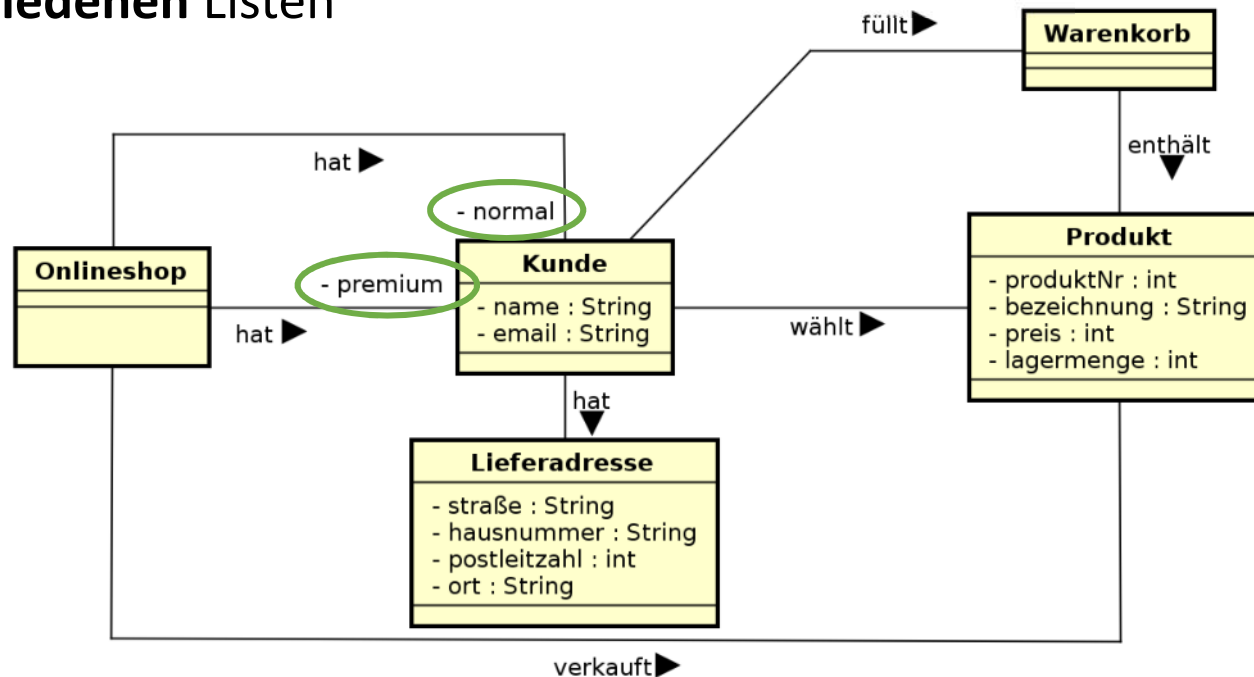 iedenen Listen
füllt
Warenkorb
hat
enthält
- normal
Onlineshop
- premium
hat
Kunde
- name : String
- email : String
wählt
Produkt
- produktNr : int
- bezeichnung : String
- preis : int
- lagermenge : int
hat
Lieferadresse
- straße : String
- hausnummer : String
- postleitzahl : int
- ort : String
verkauft